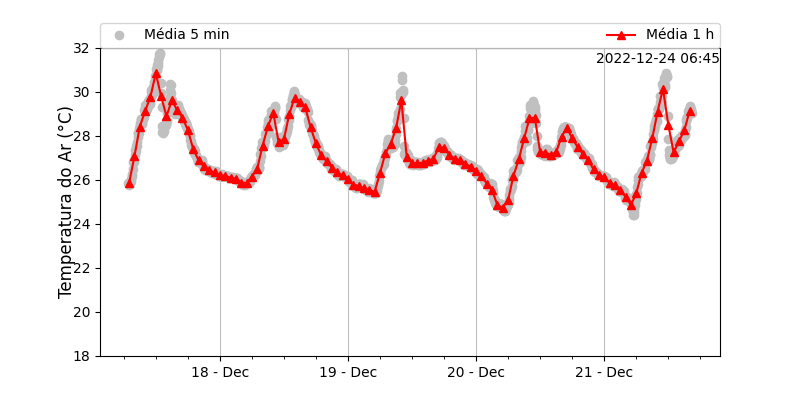 Média 5 min
Média 1 h
2022-12-24 06:45
Temperatura do Ar (°C)
32
30
28
26
24
22
20
18
18 - Dec
19 - Dec
20 - Dec
21 - Dec